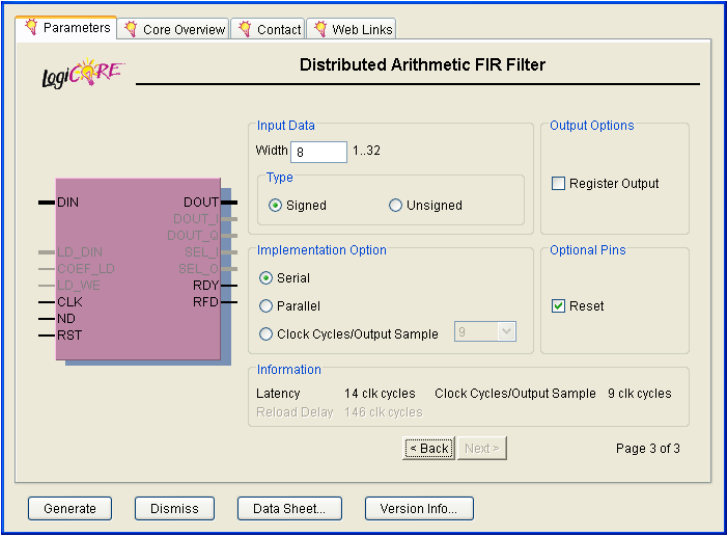 Parameters Core Overview Contact Web Links
LogiCORE
Distributed Arithmetic FIR Filter
Input Data
Width 8 1..32
Type
Signed Unsigned
Output Options
Register Output
DIN DOUT
DOUT_I
DOUT_Q
LD_DIN SEL_I
COEF_LD SEL_O
LD_WE RDY
CLK RFD
ND
RST
Implementation Option
Serial
Parallel
Clock Cycles/Output Sample 9
Optional Pins
Reset
Information
Latency 14 clk cycles Clock Cycles/Output Sample 9 clk cycles
Reload Delay 146 clk cycles
< Back Next > Page 3 of 3
Generate Dismiss Data Sheet... Version Info...